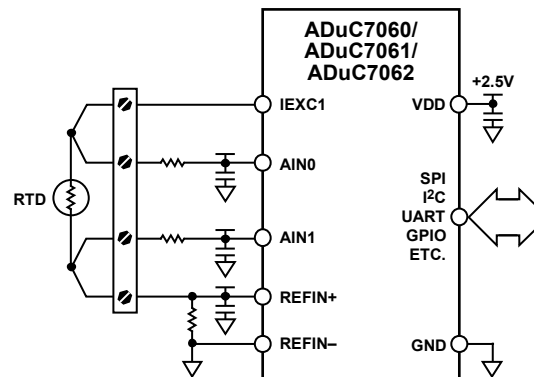 ADuC7060/
ADuC7061/
ADuC7062
+2.5V
IEXC1
VDD
AIN0
SPI
I²C
UART
GPIO
ETC.
RTD
AIN1
REFIN+
REFIN–
GND